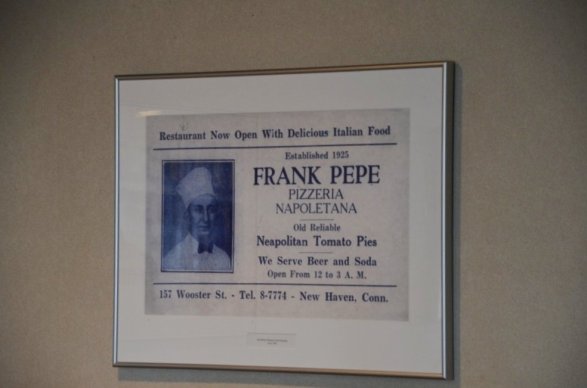 Restaurant Now Open With Delicious Italian Food
Established 1925
FRANK PEPE
PIZZERIA
NAPOLETANA
Old Reliable
Neapolitan Tomato Pies
We Serve Beer and Soda
Open From 12 to 3 A. M.
157 Wooster St. - Tel. 8-7774 - New Haven, Conn.